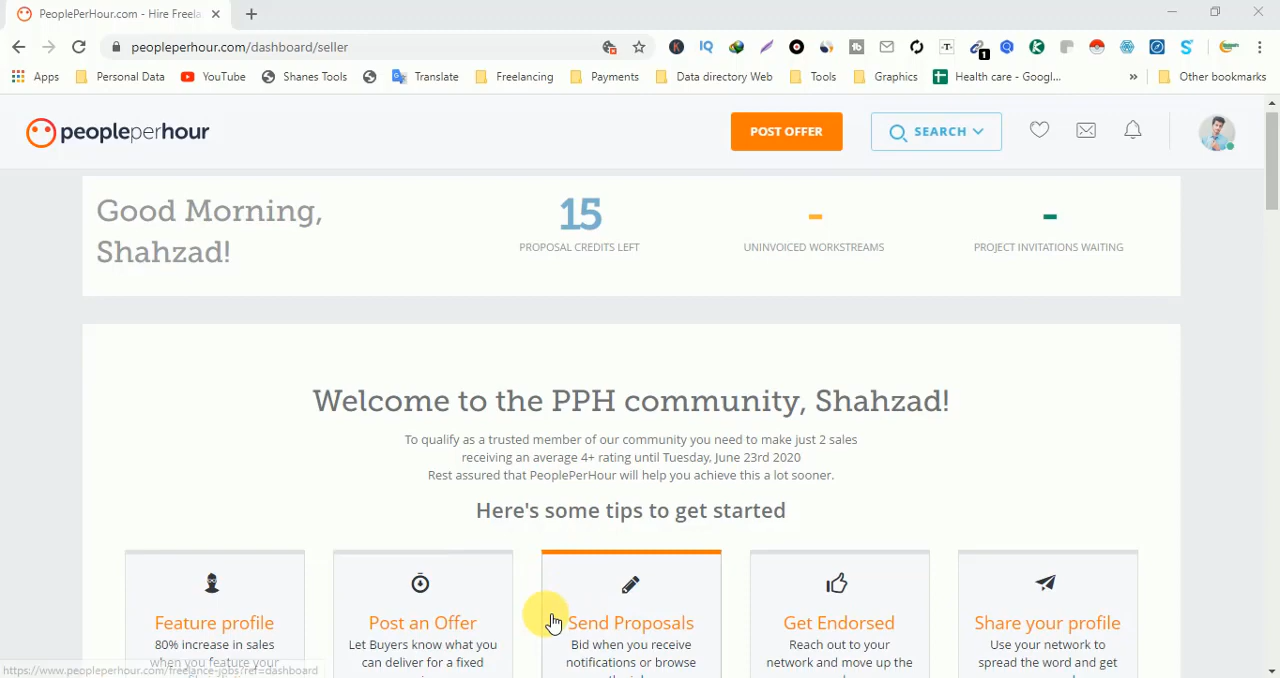 PeoplePerHour.com - Hire Freela
peopleperhour.com/dashboard/seller
Apps Personal Data YouTube Shanes Tools Translate Freelancing Payments Data directory Web Tools Graphics Health care - Googl... » Other bookmarks
peopleperhour
POST OFFER
SEARCH
Good Morning,
Shahzad!
15
PROPOSAL CREDITS LEFT
-
UNINVOICED WORKSTREAMS
-
PROJECT INVITATIONS WAITING
Welcome to the PPH community, Shahzad!
To qualify as a trusted member of our community you need to make just 2 sales
receiving an average 4+ rating until Tuesday, June 23rd 2020
Rest assured that PeoplePerHour will help you achieve this a lot sooner.
Here's some tips to get started
Feature profile
80% increase in sales
when you feature your
Post an Offer
Let Buyers know what you
can deliver for a fixed
Send Proposals
Bid when you receive
notifications or browse
Get Endorsed
Reach out to your
network and move up the
Share your profile
Use your network to
spread the word and get
https://www.peopleperhour.com/freelance-jobs?ref=dashboard